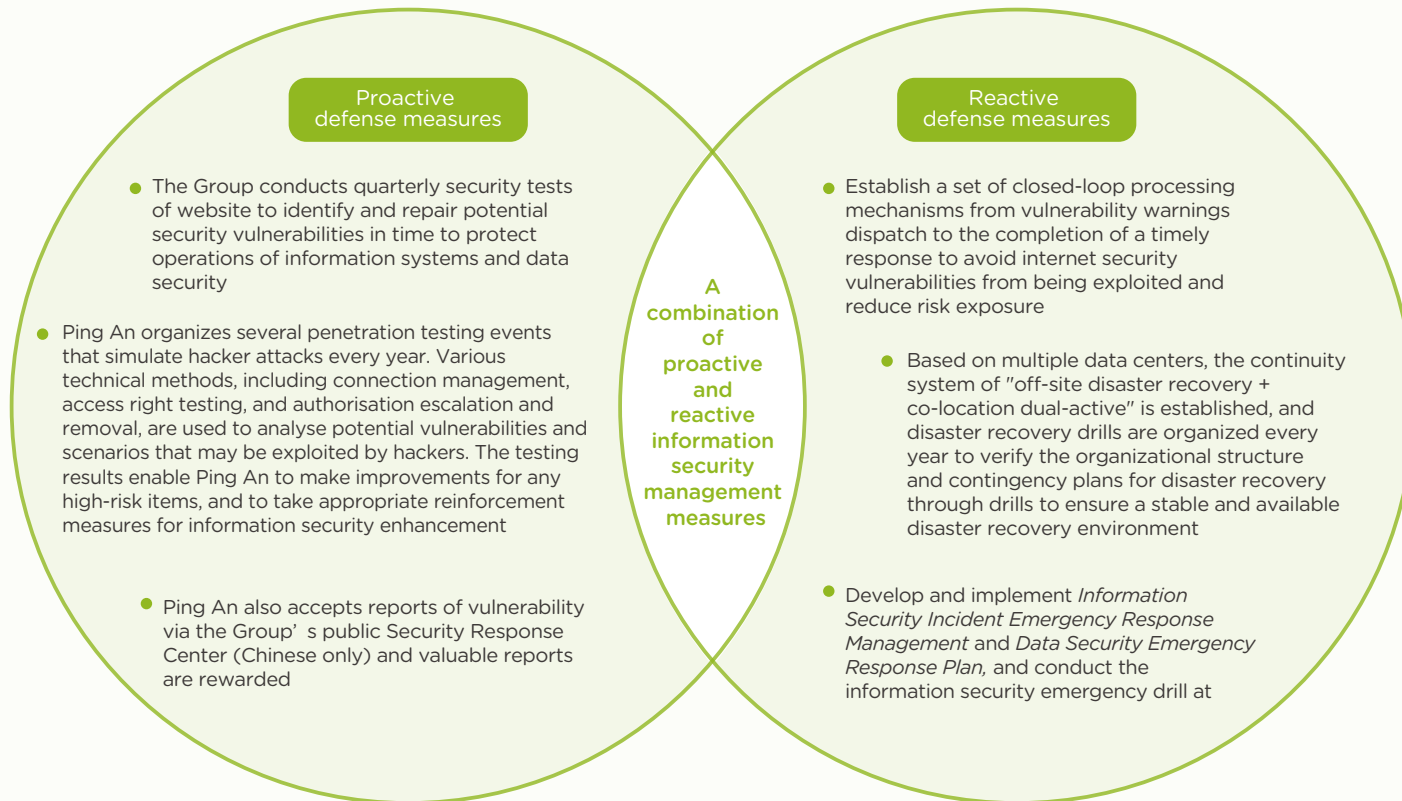 Proactive
defense measures
The Group conducts quarterly security tests
of website to identify and repair potential
security vulnerabilities in time to protect
operations of information systems and data
security
Ping An organizes several penetration testing events
that simulate hacker attacks every year. Various
technical methods, including connection management,
access right testing, and authorisation escalation and
removal, are used to analyse potential vulnerabilities and
scenarios that may be exploited by hackers. The testing
results enable Ping An to make improvements for any
high-risk items, and to take appropriate reinforcement
measures for information security enhancement
Ping An also accepts reports of vulnerability
via the Group' s public Security Response
Center (Chinese only) and valuable reports
are rewarded
A
combination
of
proactive
and
reactive
information
security
management
measures
Reactive
defense measures
Establish a set of closed-loop processing
mechanisms from vulnerability warnings
dispatch to the completion of a timely
response to avoid internet security
vulnerabilities from being exploited and
reduce risk exposure
Based on multiple data centers, the continuity
system of "off-site disaster recovery +
co-location dual-active" is established, and
disaster recovery drills are organized every
year to verify the organizational structure
and contingency plans for disaster recovery
through drills to ensure a stable and available
disaster recovery environment
Develop and implement Information
Security Incident Emergency Response
Management and Data Security Emergency
Response Plan, and conduct the
information security emergency drill at